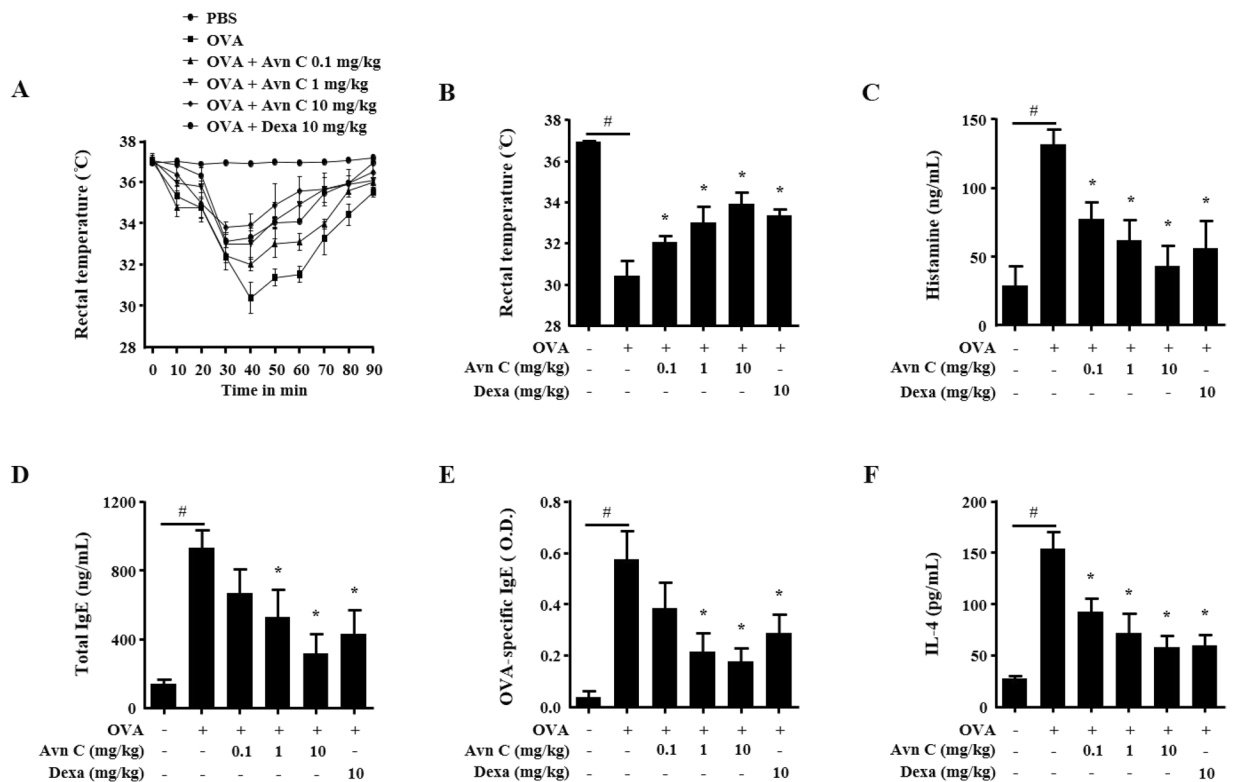 PBS
OVA
OVA + Avn C 0.1 mg/kg
OVA + Avn C 1 mg/kg
OVA + Avn C 10 mg/kg
OVA + Dexa 10 mg/kg
A
Rectal temperature (℃)
38
36
34
32
30
28
0 10 20 30 40 50 60 70 80 90
Time in min
B
Rectal temperature (℃)
38
36
34
32
30
28
#
* * * *
OVA - + + + + +
Avn C (mg/kg) - - 0.1 1 10 -
Dexa (mg/kg) - - - - - 10
C
Histamine (ng/mL)
150
100
50
0
#
* * * *
OVA - + + + + +
Avn C (mg/kg) - - 0.1 1 10 -
Dexa (mg/kg) - - - - - 10
D
Total IgE (ng/mL)
1200
800
400
0
#
* * *
OVA - + + + + +
Avn C (mg/kg) - - 0.1 1 10 -
Dexa (mg/kg) - - - - - 10
E
OVA-specific IgE ( O.D.)
0.8
0.6
0.4
0.2
0.0
#
* * *
OVA - + + + + +
Avn C (mg/kg) - - 0.1 1 10 -
Dexa (mg/kg) - - - - - 10
F
IL-4 (pg/mL)
200
150
100
50
0
#
* * * *
OVA - + + + + +
Avn C (mg/kg) - - 0.1 1 10 -
Dexa (mg/kg) - - - - - 10